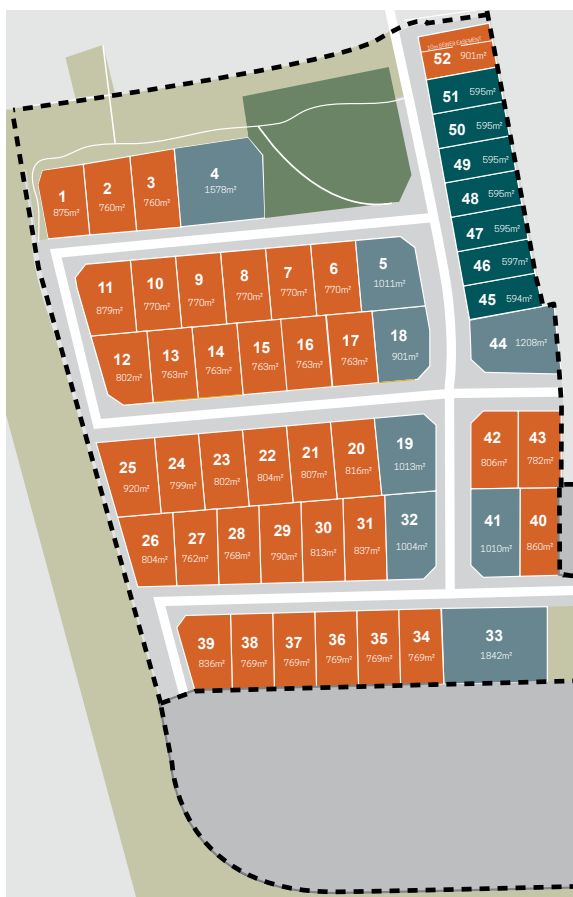 10m SEWER EASEMENT
52 901m²
51 595m²
50 595m²
49 595m²
48 595m²
47 595m²
46 597m²
45 594m²
44 1208m²
1
875m²
2
760m²
3
760m²
4
1578m²
11
879m²
10
770m²
9
770m²
8
770m²
7
770m²
6
770m²
5
1011m²
12
802m²
13
763m²
14
763m²
15
763m²
16
763m²
17
763m²
18
901m²
25
920m²
24
799m²
23
802m²
22
804m²
21
807m²
20
816m²
19
1013m²
42
806m²
43
782m²
26
804m²
27
762m²
28
768m²
29
790m²
30
813m²
31
837m²
32
1004m²
41
1010m²
40
860m²
39
836m²
38
769m²
37
769m²
36
769m²
35
769m²
34
769m²
33
1842m²